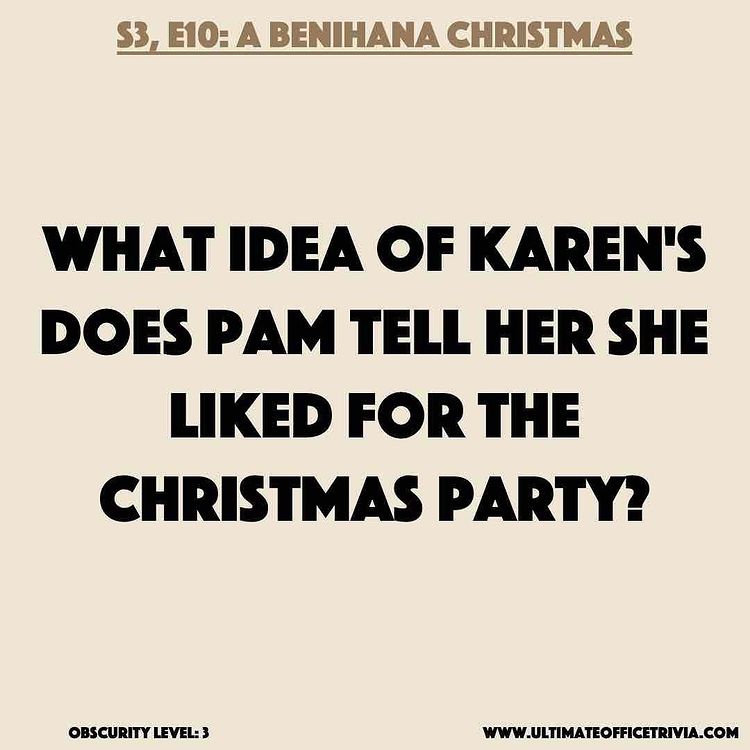 S3, E10: A BENIHANA CHRISTMAS
WHAT IDEA OF KAREN'S
DOES PAM TELL HER SHE
LIKED FOR THE
CHRISTMAS PARTY?
OBSCURITY LEVEL: 3
WWW.ULTIMATEOFFICETRIVIA.COM